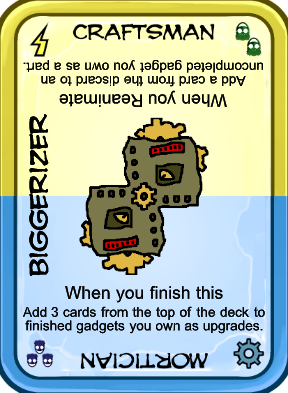 CRAFTSMAN
When you Reanimate
Add a card from the discard to an
uncompleted gadget you own as a part.
BIGGERIZER
When you finish this
Add 3 cards from the top of the deck to
finished gadgets you own as upgrades.
MORTICIAN